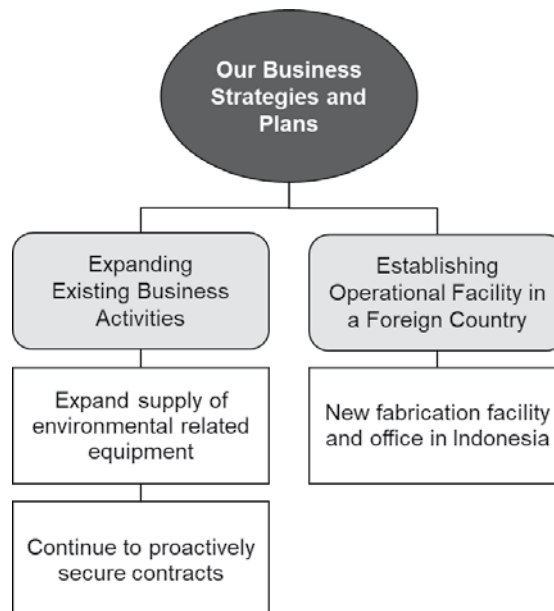 Our Business
Strategies and
Plans
Expanding
Existing Business
Activities
Establishing
Operational Facility in
a Foreign Country
Expand supply of
environmental related
equipment
New fabrication facility
and office in Indonesia
Continue to proactively
secure contracts